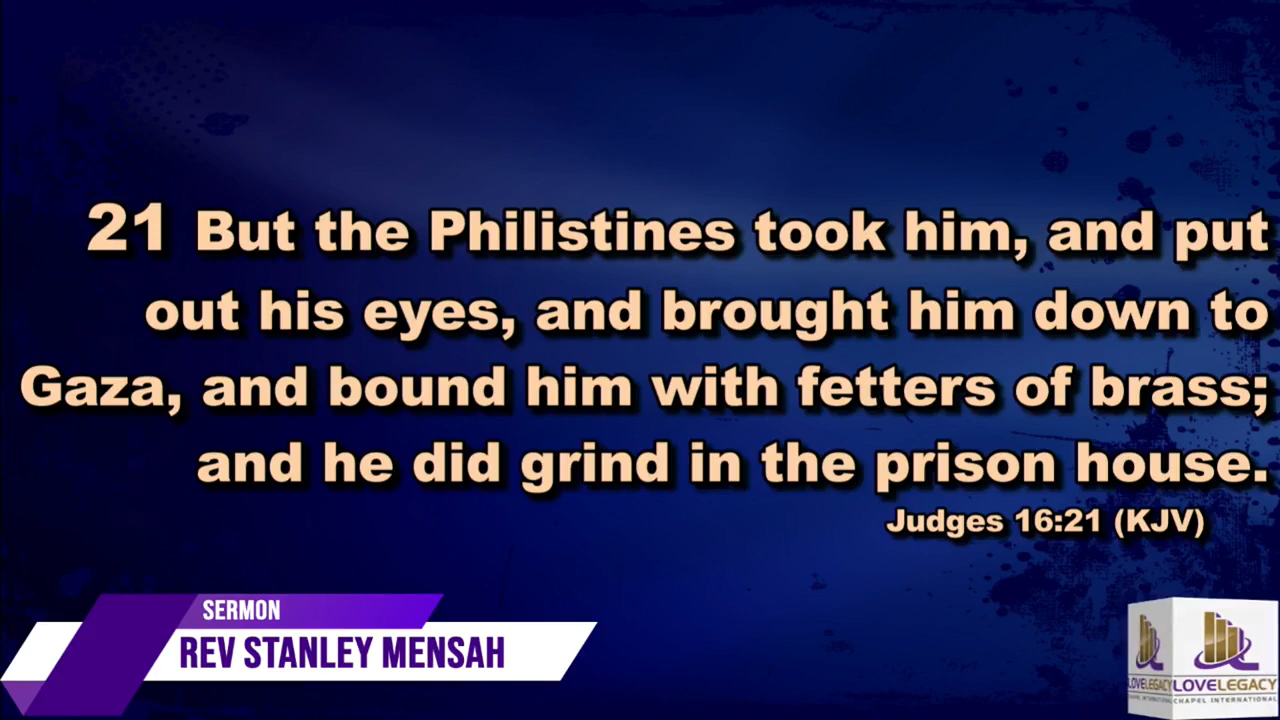 21 But the Philistines took him, and put
out his eyes, and brought him down to
Gaza, and bound him with fetters of brass;
and he did grind in the prison house.
Judges 16:21 (KJV)
SERMON
REV STANLEY MENSAH
LOVELEGACY
LOVELEGACY
CHAPEL INTERNATIONAL